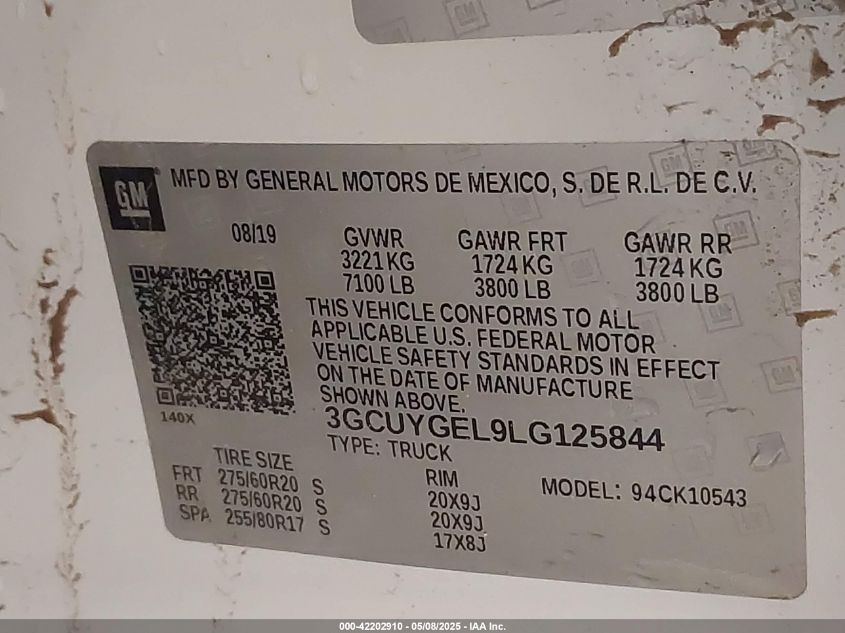 GM
MFD BY GENERAL MOTORS DE MEXICO, S. DE R.L. DE C.V.
08/19
GVWR
3221 KG
7100 LB
GAWR FRT
1724 KG
3800 LB
GAWR RR
1724 KG
3800 LB
THIS VEHICLE CONFORMS TO ALL
APPLICABLE U.S. FEDERAL MOTOR
VEHICLE SAFETY STANDARDS IN EFFECT
ON THE DATE OF MANUFACTURE
SHOWN ABOVE.
140X
3GCUYGEL9LG125844
TYPE: TRUCK
TIRE SIZE RIM
FRT 275/60R20 S 20X9J
RR 275/60R20 S 20X9J
SPA 255/80R17 S 17X8J
MODEL: 94CK10543
000-42202910 - 05/08/2025 - IAA Inc.